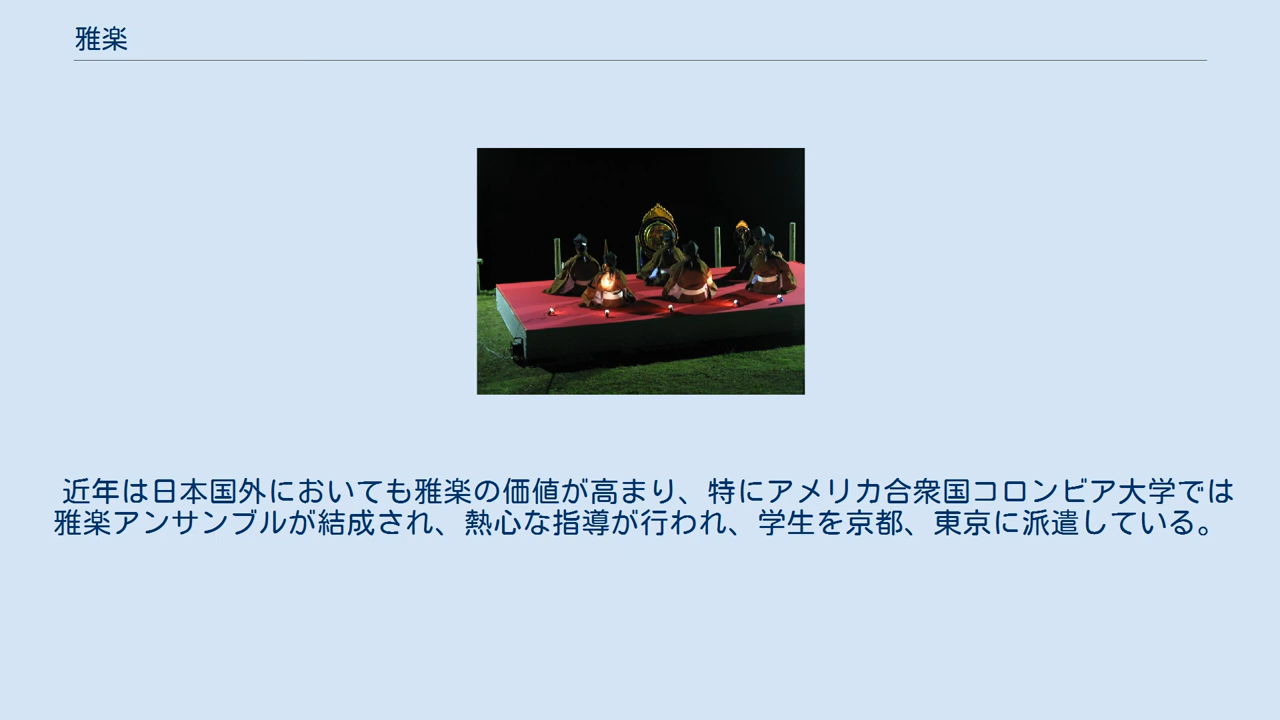 雅楽
近年は日本国外においても雅楽の価値が高まり、特にアメリカ合衆国コロンビア大学では
雅楽アンサンブルが結成され、熱心な指導が行われ、学生を京都、東京に派遣している。